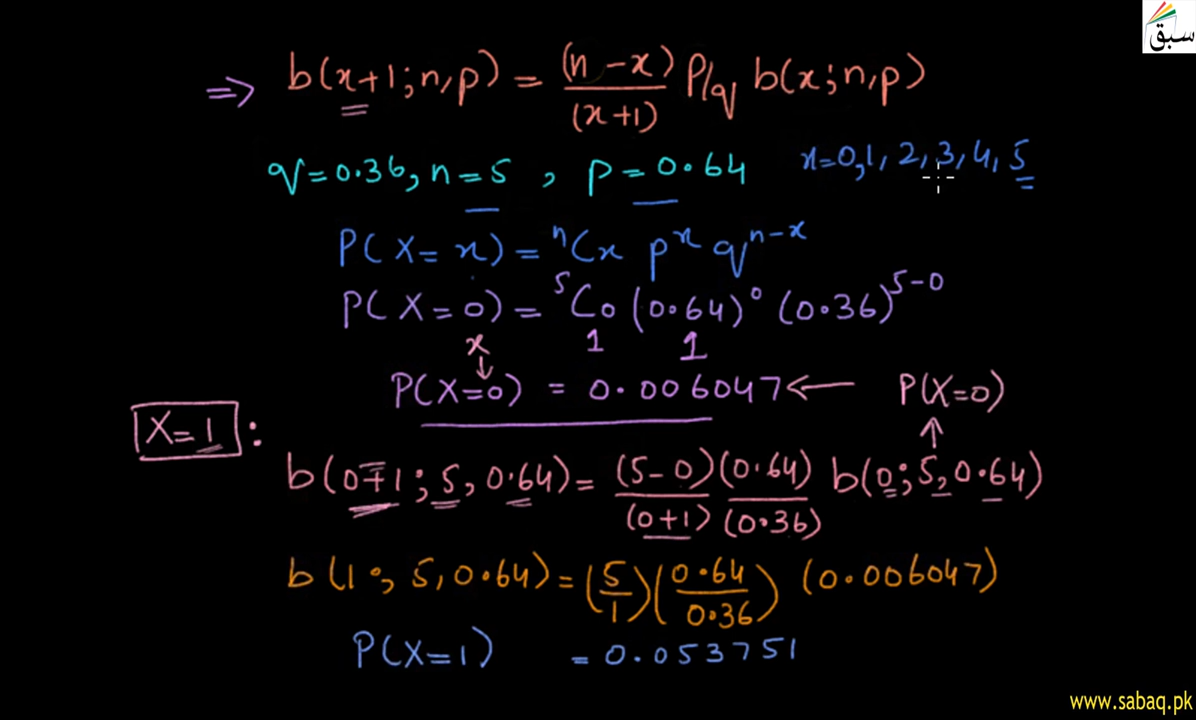 سبق
=> b(x+1;n,p) = (n-x)/(x+1) P/q b(x;n,p)
q=0.36, n=5 , p=0.64 x=0,1,2,3,4,5
P(X=x) = ⁿCx pˣ qⁿ⁻ˣ
P(X=0) = ⁵C₀ (0.64)⁰ (0.36)⁵⁻⁰
x 1 1
↓
P(X=0) = 0.006047 ← P(X=0)
X=1 : ↑
b(0+1; 5, 0.64) = (5-0)(0.64)/(0+1)(0.36) b(0; 5, 0.64)
b(1; 5, 0.64) = (5/1)(0.64/0.36) (0.006047)
P(X=1) = 0.053751
www.sabaq.pk